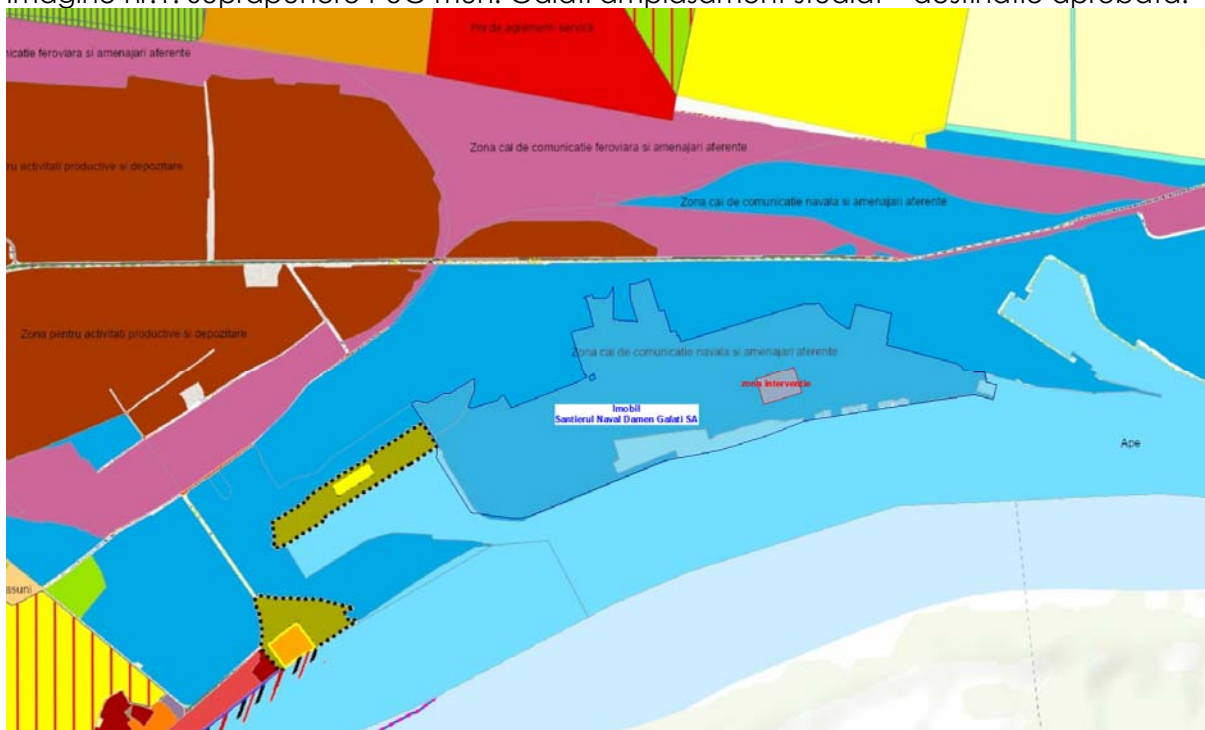 Imagine nr.1. Suprapunere PUG mun. Galati amplasament studiat – destinatie aprobata.
Pol de agrement servicii
nicatie feroviara si amenajari aferente
Zona cai de comunicatie feroviara si amenajari aferente
ru activitati productive si depozitare
Zona cai de comunicatie navala si amenajari aferente
Zona pentru activitati productive si depozitare
Zona cai de comunicatie navala si amenajari aferente
zona interventie
Imobil
Santierul Naval Damen Galati SA
Ape
asuni